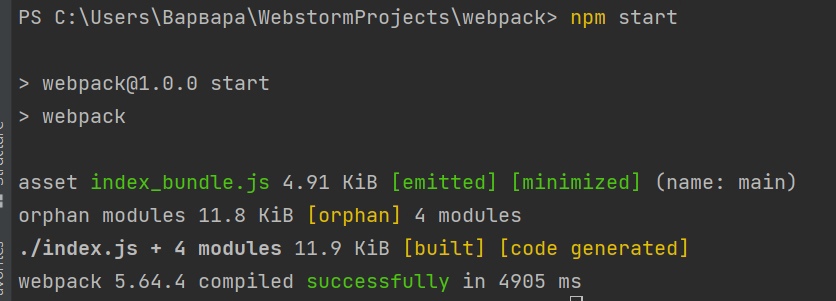 PS C:\Users\Варвара\WebstormProjects\webpack> npm start
> webpack@1.0.0 start
> webpack
asset index_bundle.js 4.91 KiB [emitted] [minimized] (name: main)
orphan modules 11.8 KiB [orphan] 4 modules
./index.js + 4 modules 11.9 KiB [built] [code generated]
webpack 5.64.4 compiled successfully in 4905 ms